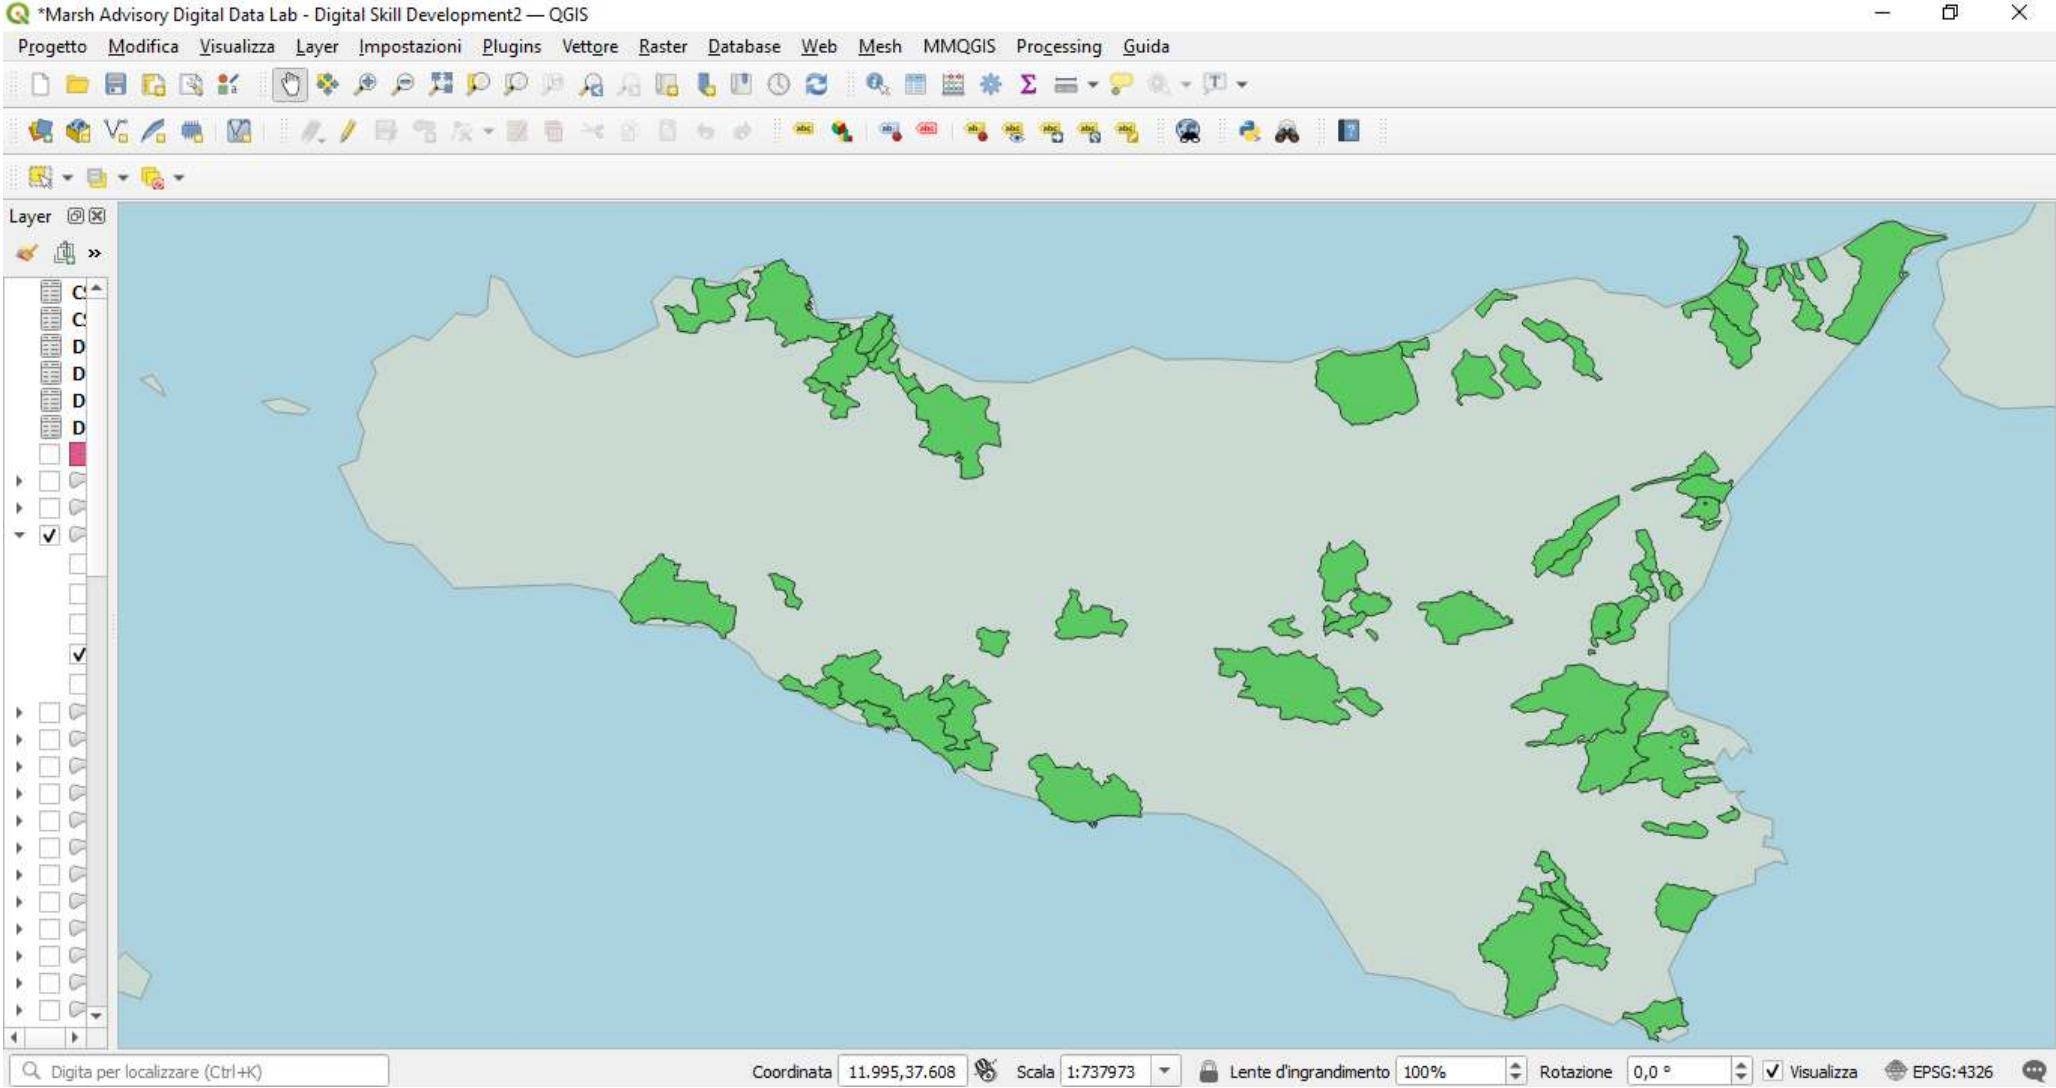 *Marsh Advisory Digital Data Lab - Digital Skill Development2 — QGIS
Progetto Modifica Visualizza Layer Impostazioni Plugins Vettore Raster Database Web Mesh MMQGIS Processing Guida
Layer
D
D
D
D
Digita per localizzare (Ctrl+K) Coordinata 11.995,37.608 Scala 1:737973 Lente d'ingrandimento 100% Rotazione 0,0 ° Visualizza EPSG:4326